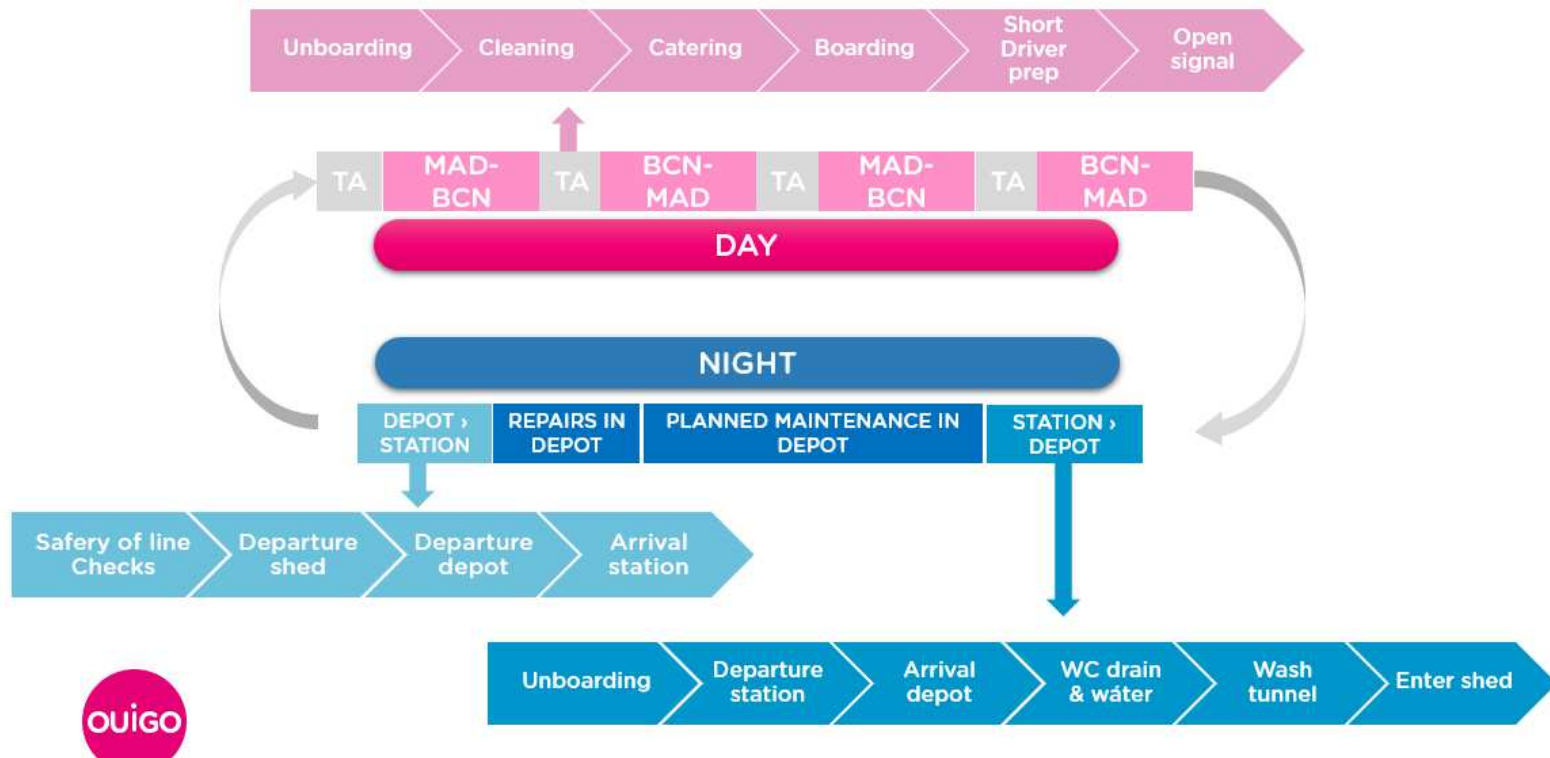 Unboarding
Cleaning
Catering
Boarding
Short
Driver
prep
Open
signal
TA
MAD-
BCN
TA
BCN-
MAD
TA
MAD-
BCN
TA
BCN-
MAD
DAY
NIGHT
DEPOT ›
STATION
REPAIRS IN
DEPOT
PLANNED MAINTENANCE IN
DEPOT
STATION ›
DEPOT
Safery of line
Checks
Departure
shed
Departure
depot
Arrival
station
Unboarding
Departure
station
Arrival
depot
WC drain
& wáter
Wash
tunnel
Enter shed
OUiGO